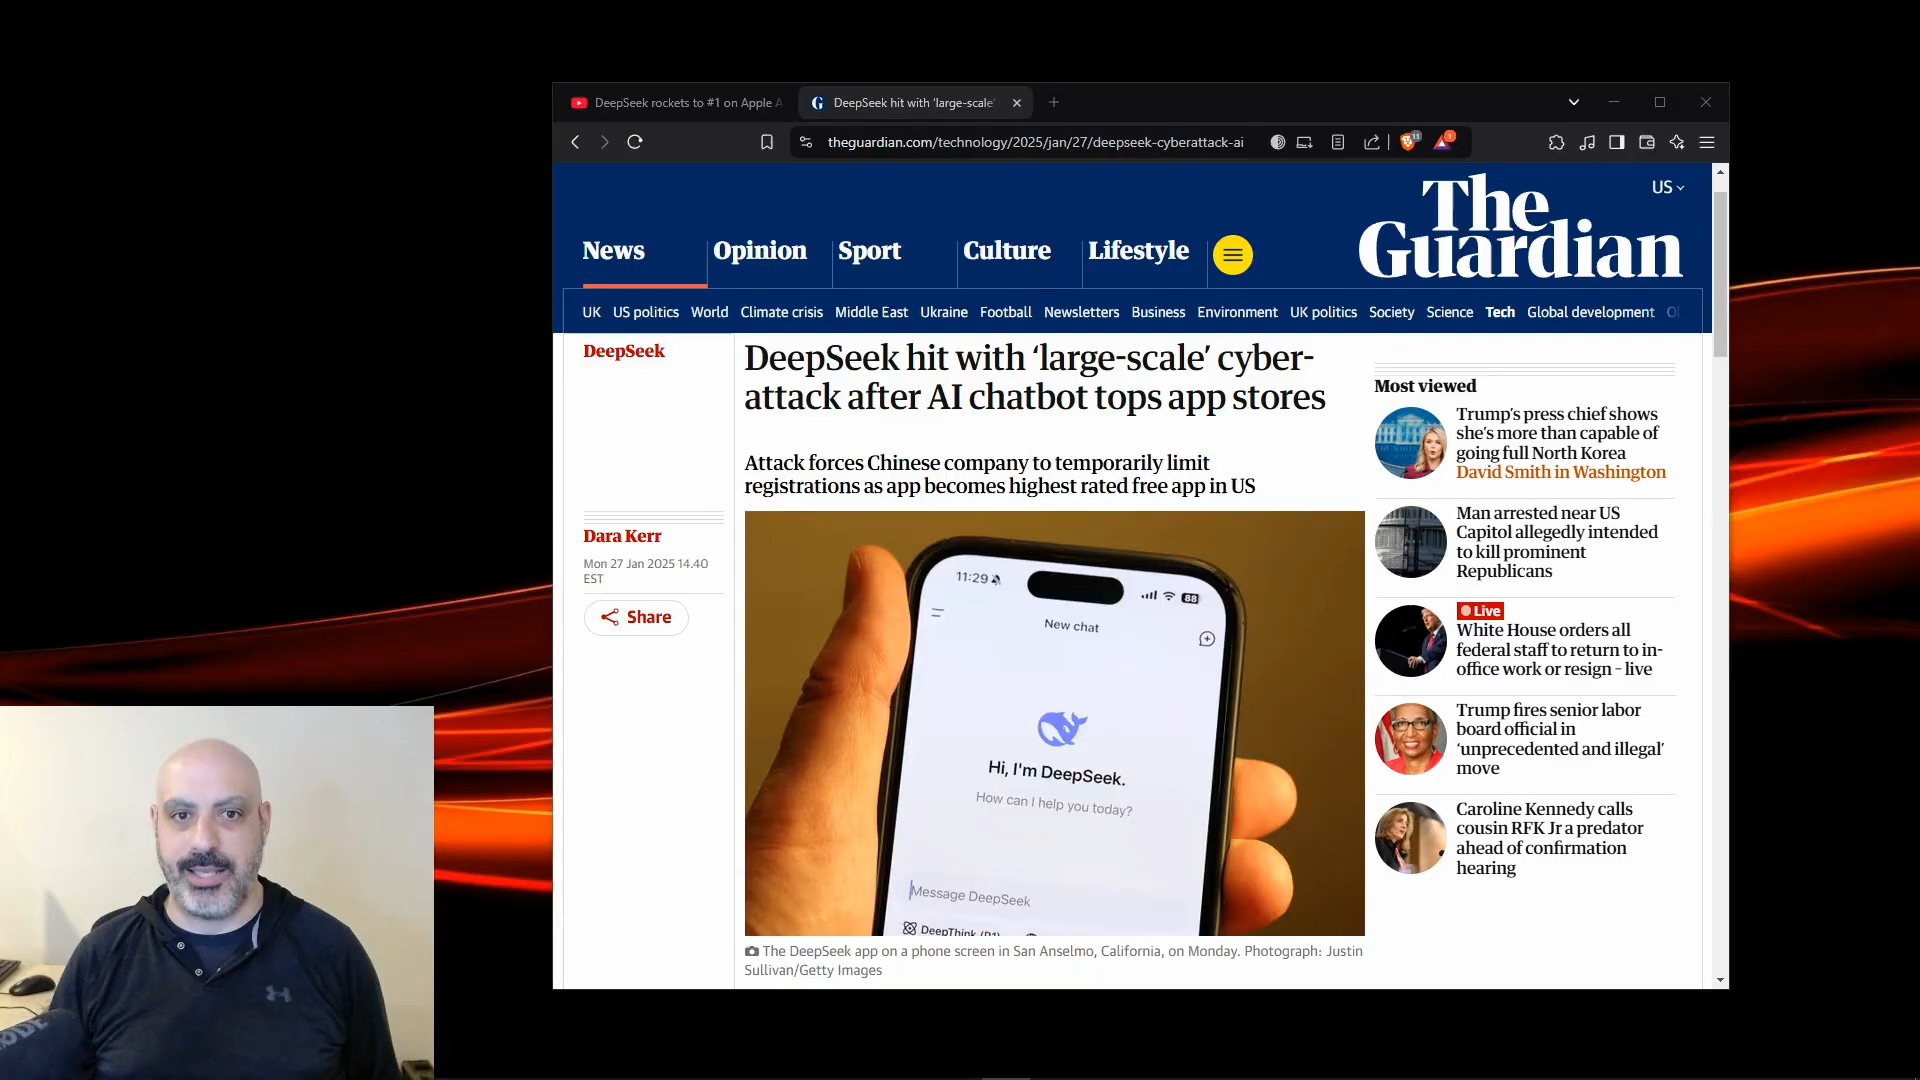 DeepSeek rockets to #1 on Apple A
DeepSeek hit with ‘large-scale’
theguardian.com/technology/2025/jan/27/deepseek-cyberattack-ai
11
1
US
The
Guardian
News
Opinion
Sport
Culture
Lifestyle
UK US politics World Climate crisis Middle East Ukraine Football Newsletters Business Environment UK politics Society Science Tech Global development
DeepSeek
DeepSeek hit with ‘large-scale’ cyber-
attack after AI chatbot tops app stores
Attack forces Chinese company to temporarily limit
registrations as app becomes highest rated free app in US
Dara Kerr
Mon 27 Jan 2025 14.40
EST
Share
11:29
88
New chat
Hi, I'm DeepSeek.
How can I help you today?
Message DeepSeek
DeepThink (R1)
The DeepSeek app on a phone screen in San Anselmo, California, on Monday. Photograph: Justin
Sullivan/Getty Images
Most viewed
Trump’s press chief shows
she’s more than capable of
going full North Korea
David Smith in Washington
Man arrested near US
Capitol allegedly intended
to kill prominent
Republicans
Live
White House orders all
federal staff to return to in-
office work or resign – live
Trump fires senior labor
board official in
‘unprecedented and illegal’
move
Caroline Kennedy calls
cousin RFK Jr a predator
ahead of confirmation
hearing